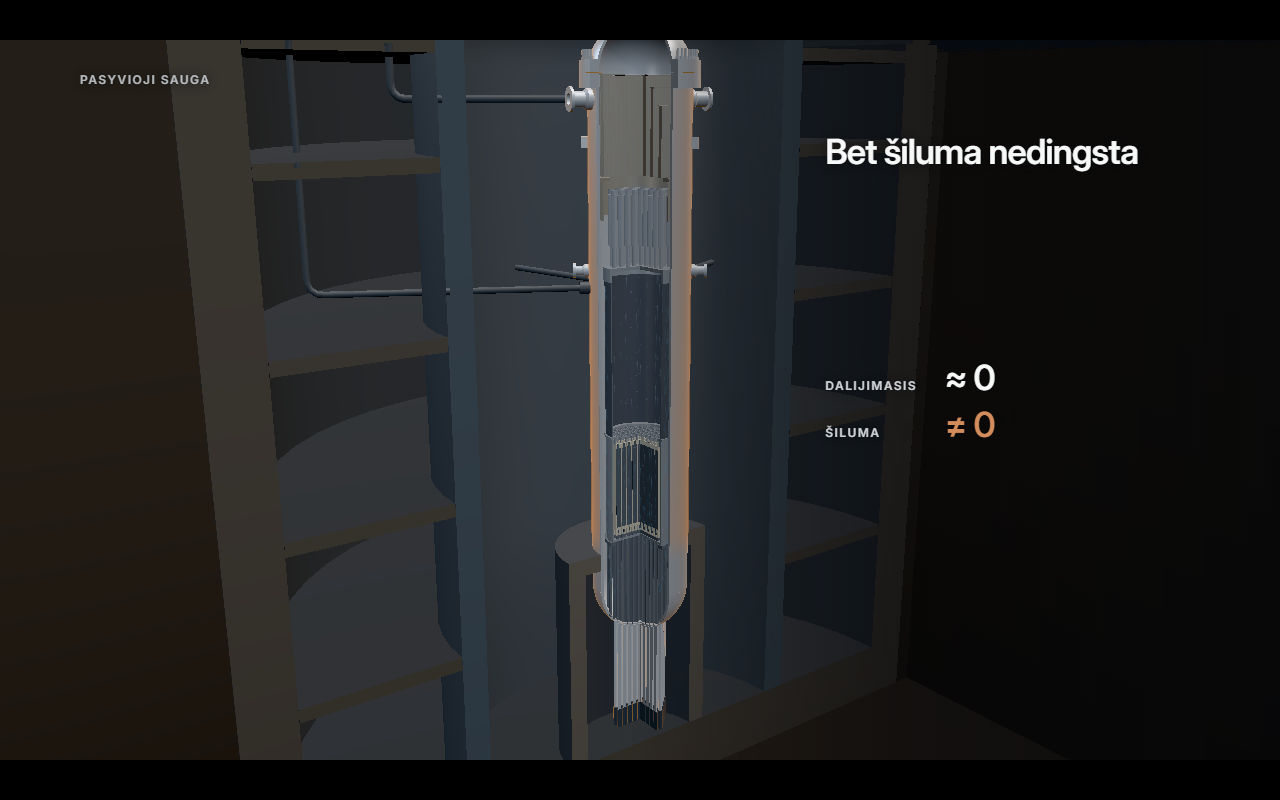 PASYVIOJI SAUGA
Bet šiluma nedingsta
DALIJIMASIS ≈ 0
ŠILUMA ≠ 0